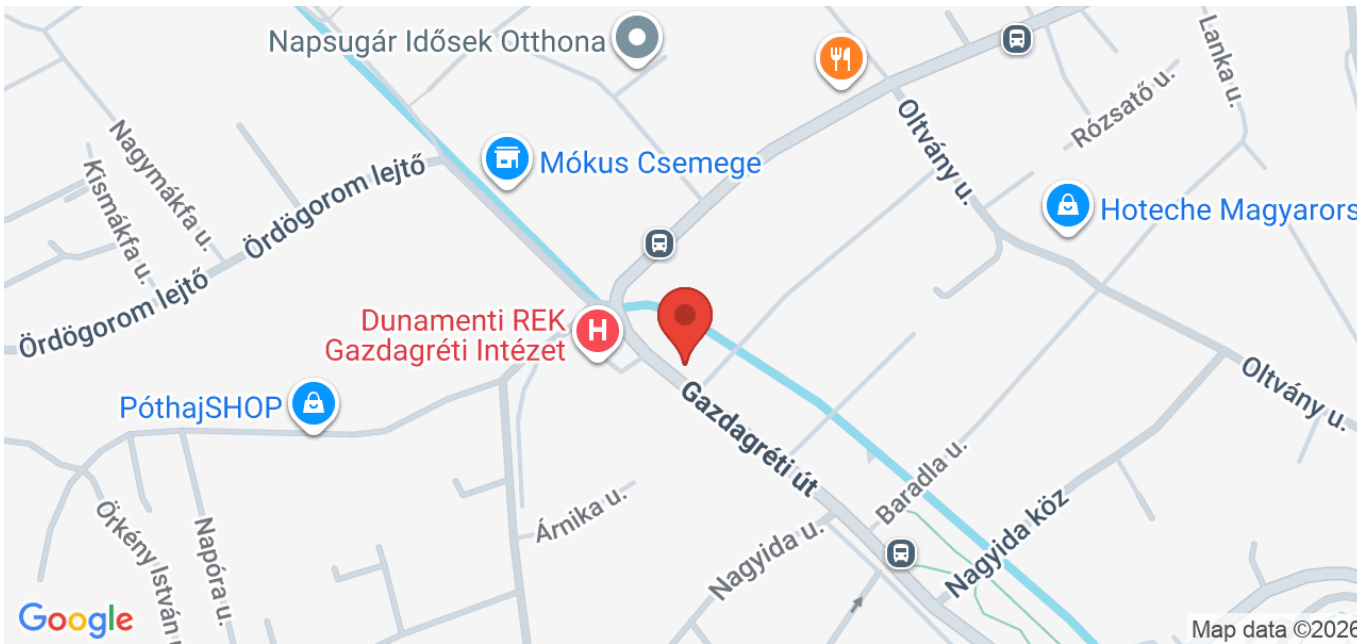 Napsugár Idősek Otthona
Lanka u.
Rózsatő u.
Oltvány u.
Nagymákfa u.
Kismákfa u.
Mókus Csemege
Ördögorom lejtő
Hoteche Magyarors
Ördögorom lejtő
Dunamenti REK
Gazdagréti Intézet
H
PóthajSHOP
Gazdagréti út
Oltvány u.
Baradla u.
Árnika u.
Nagyida u.
Nagyida köz
Örkény István
Napóra u.
Google
Map data ©2026